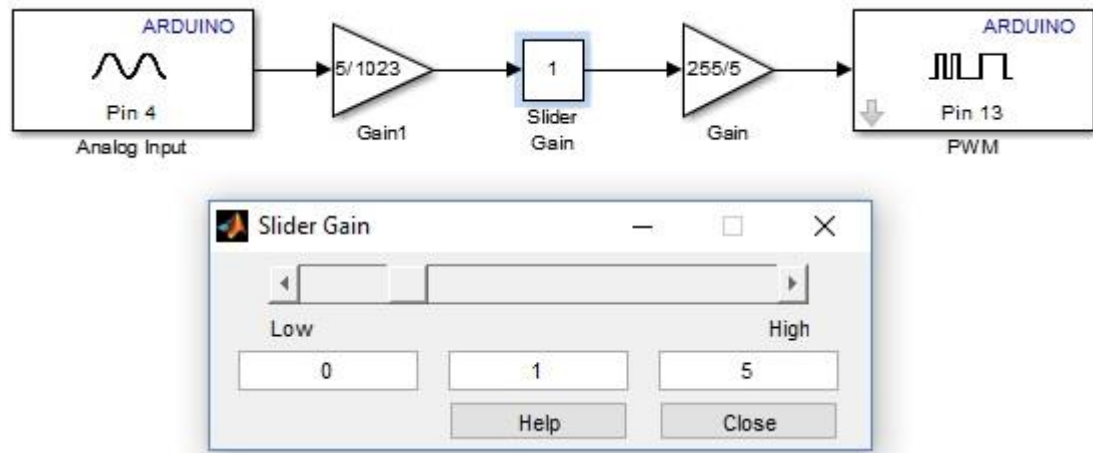 ARDUINO
Pin 4
Analog Input
5/1023
Gain1
1
Slider
Gain
255/5
Gain
ARDUINO
Pin 13
PWM
Slider Gain
Low
High
0
1
5
Help
Close